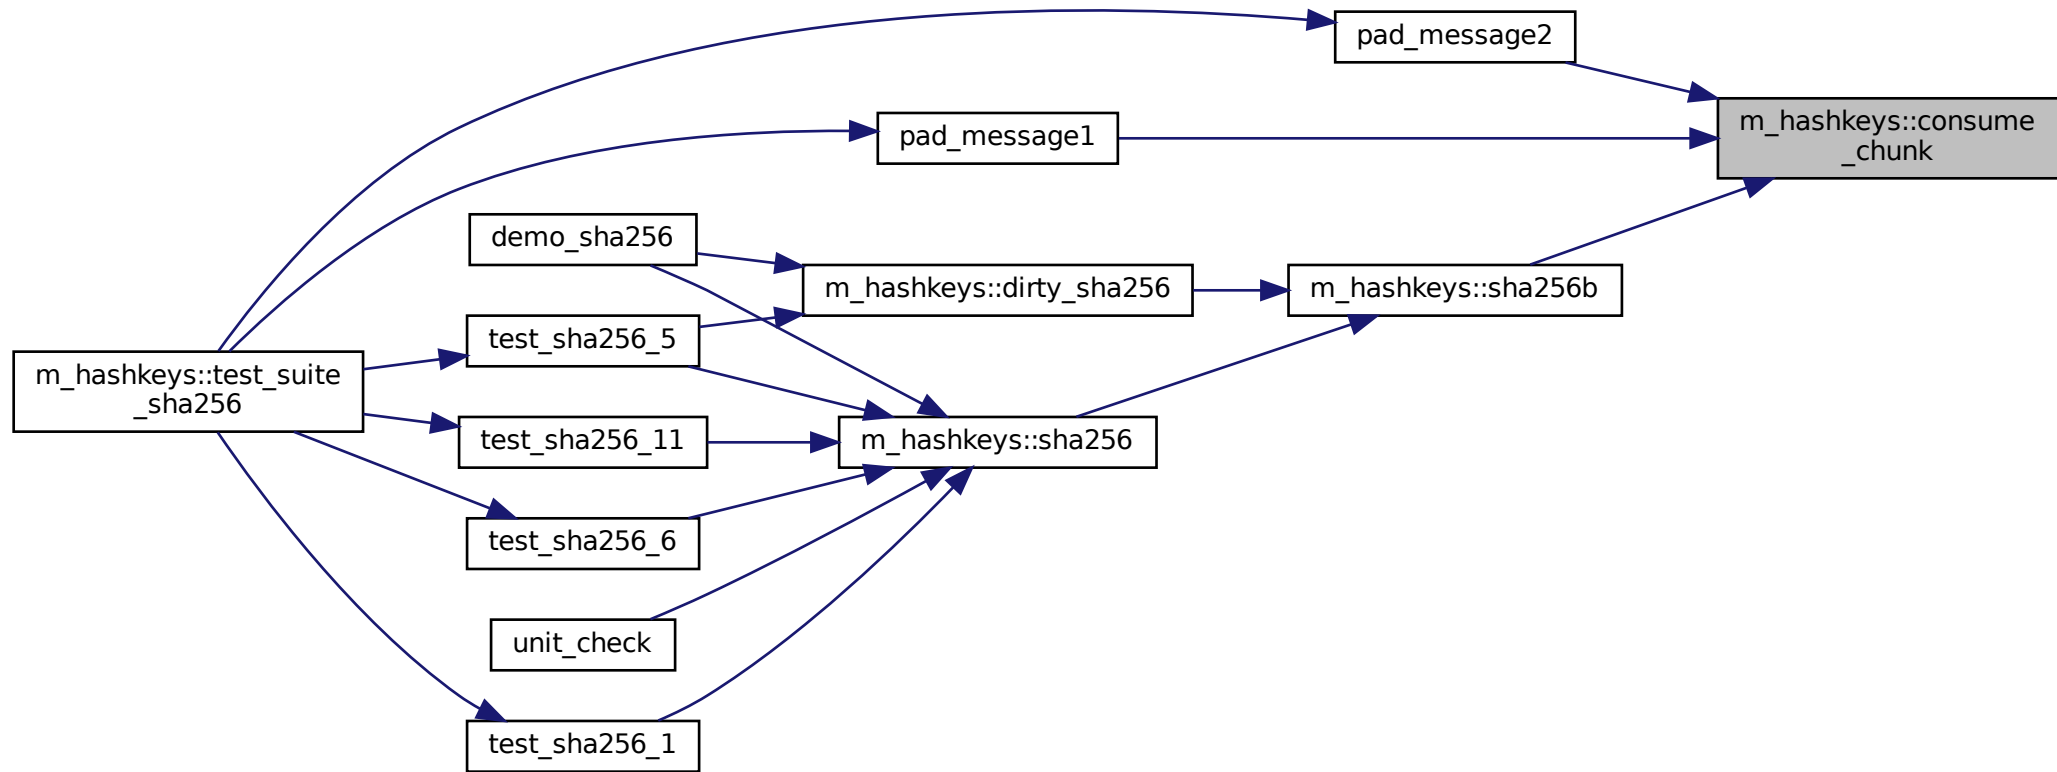 pad_message2
m_hashkeys::consume
_chunk
pad_message1
demo_sha256
m_hashkeys::dirty_sha256
m_hashkeys::sha256b
test_sha256_5
m_hashkeys::test_suite
_sha256
test_sha256_11
m_hashkeys::sha256
test_sha256_6
unit_check
test_sha256_1